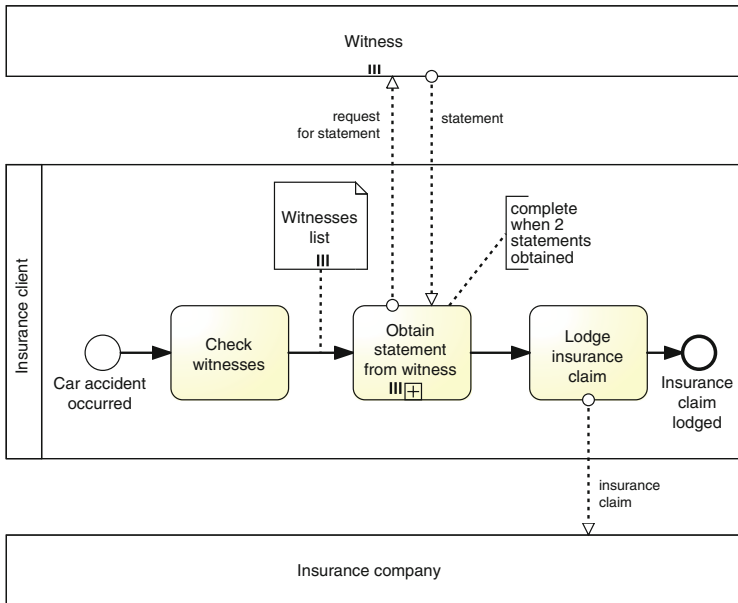 Witness
request
for statement
statement
Insurance client
Witnesses
list
complete
when 2
statements
obtained
Car accident
occurred
Check
witnesses
Obtain
statement
from witness
Lodge
insurance
claim
Insurance
claim
lodged
insurance
claim
Insurance company